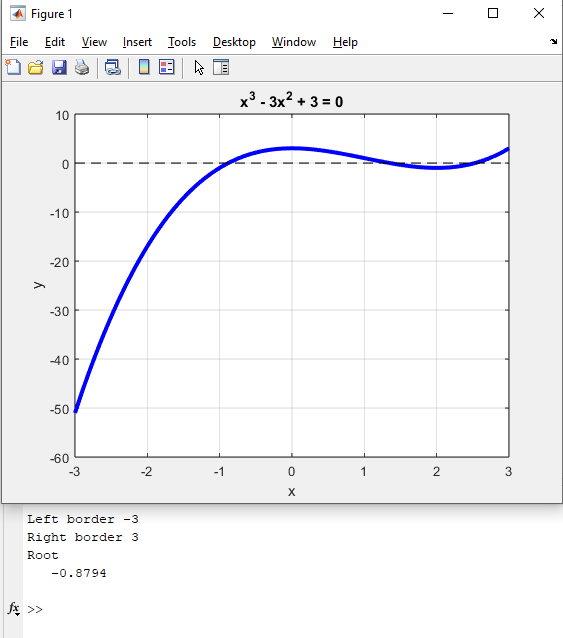 Figure 1
File Edit View Insert Tools Desktop Window Help
x³ - 3x² + 3 = 0
10
0
-10
-20
-30
-40
-50
-60
y
-3 -2 -1 0 1 2 3
x
Left border -3
Right border 3
Root
-0.8794
fx >>